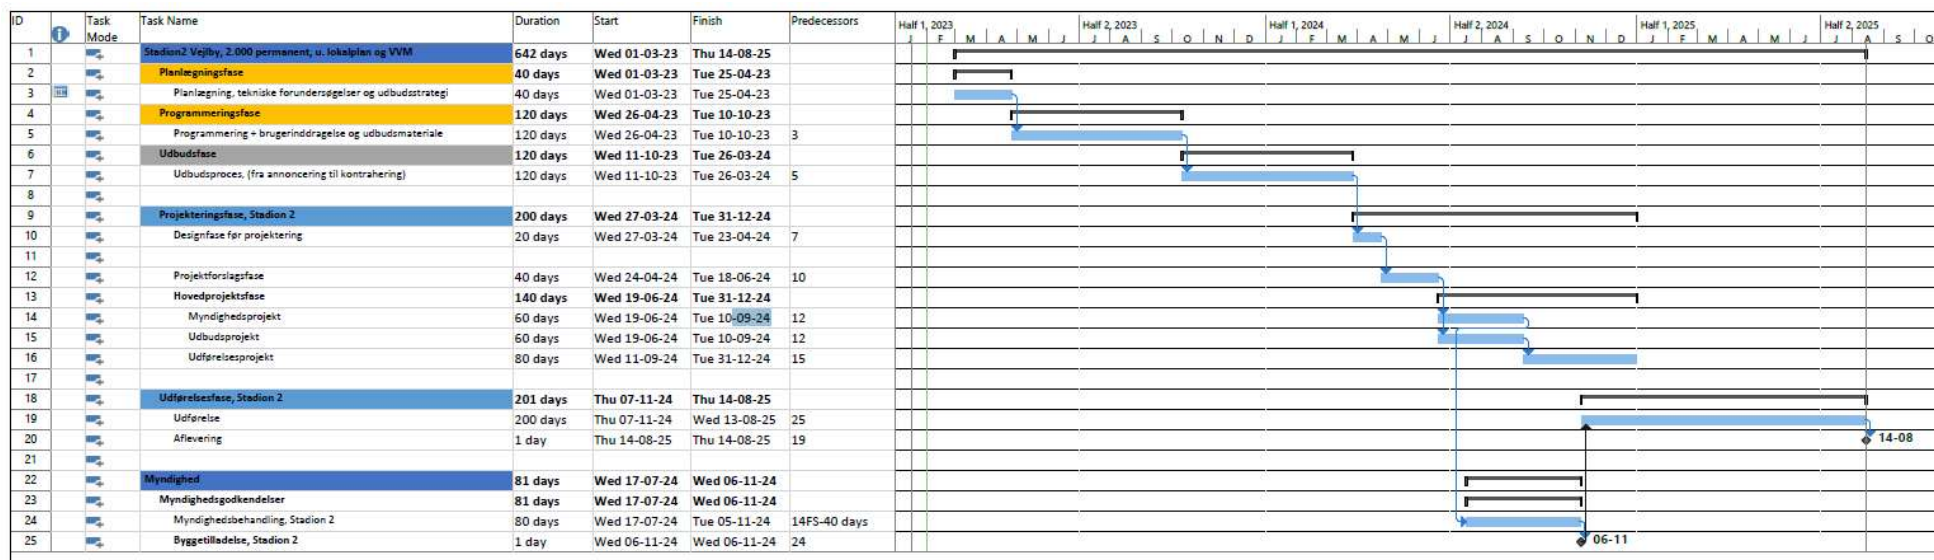 ID Task Mode Task Name Duration Start Finish Predecessors
Half 1, 2023 Half 2, 2023 Half 1, 2024 Half 2, 2024 Half 1, 2025 Half 2, 2025
J F M A M J J A S O N D J F M A M J J A S O N D J F M A M J J A S O
1 Stadion2 Vejlby, 2.000 permanent, u. lokalplan og VVM 642 days Wed 01-03-23 Thu 14-08-25
2 Planlægningsfase 40 days Wed 01-03-23 Tue 25-04-23
3 Planlægning, tekniske forundersøgelser og udbudsstrategi 40 days Wed 01-03-23 Tue 25-04-23
4 Programmeringsfase 120 days Wed 26-04-23 Tue 10-10-23
5 Programmering + brugerinddragelse og udbudsmateriale 120 days Wed 26-04-23 Tue 10-10-23 3
6 Udbudsfase 120 days Wed 11-10-23 Tue 26-03-24
7 Udbudsproces, (fra annoncering til kontrahering) 120 days Wed 11-10-23 Tue 26-03-24 5
8
9 Projekteringsfase, Stadion 2 200 days Wed 27-03-24 Tue 31-12-24
10 Designfase før projektering 20 days Wed 27-03-24 Tue 23-04-24 7
11
12 Projektforslagsfase 40 days Wed 24-04-24 Tue 18-06-24 10
13 Hovedprojektsfase 140 days Wed 19-06-24 Tue 31-12-24
14 Myndighedsprojekt 60 days Wed 19-06-24 Tue 10-09-24 12
15 Udbudsprojekt 60 days Wed 19-06-24 Tue 10-09-24 12
16 Udførelsesprojekt 80 days Wed 11-09-24 Tue 31-12-24 15
17
18 Udførelsesfase, Stadion 2 201 days Thu 07-11-24 Thu 14-08-25
19 Udførelse 200 days Thu 07-11-24 Wed 13-08-25 25
20 Aflevering 1 day Thu 14-08-25 Thu 14-08-25 19 14-08
21
22 Myndighed 81 days Wed 17-07-24 Wed 06-11-24
23 Myndighedsgodkendelser 81 days Wed 17-07-24 Wed 06-11-24
24 Myndighedsbehandling, Stadion 2 80 days Wed 17-07-24 Tue 05-11-24 14FS-40 days
25 Byggetilladelse, Stadion 2 1 day Wed 06-11-24 Wed 06-11-24 24 06-11